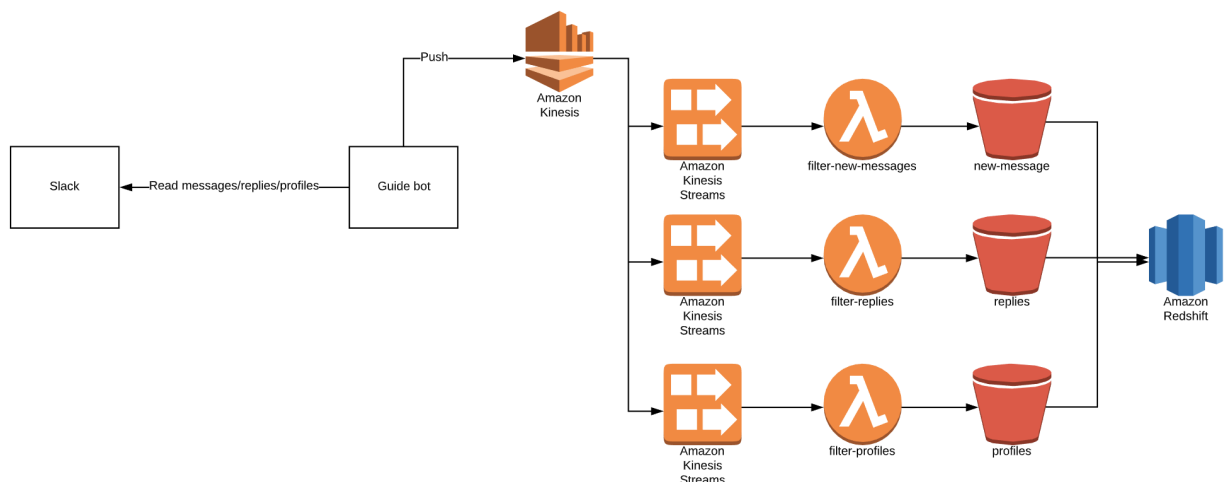 Push
Amazon
Kinesis
Slack
Read messages/replies/profiles
Guide bot
Amazon
Kinesis
Streams
filter-new-messages
new-message
Amazon
Kinesis
Streams
filter-replies
replies
Amazon
Redshift
Amazon
Kinesis
Streams
filter-profiles
profiles